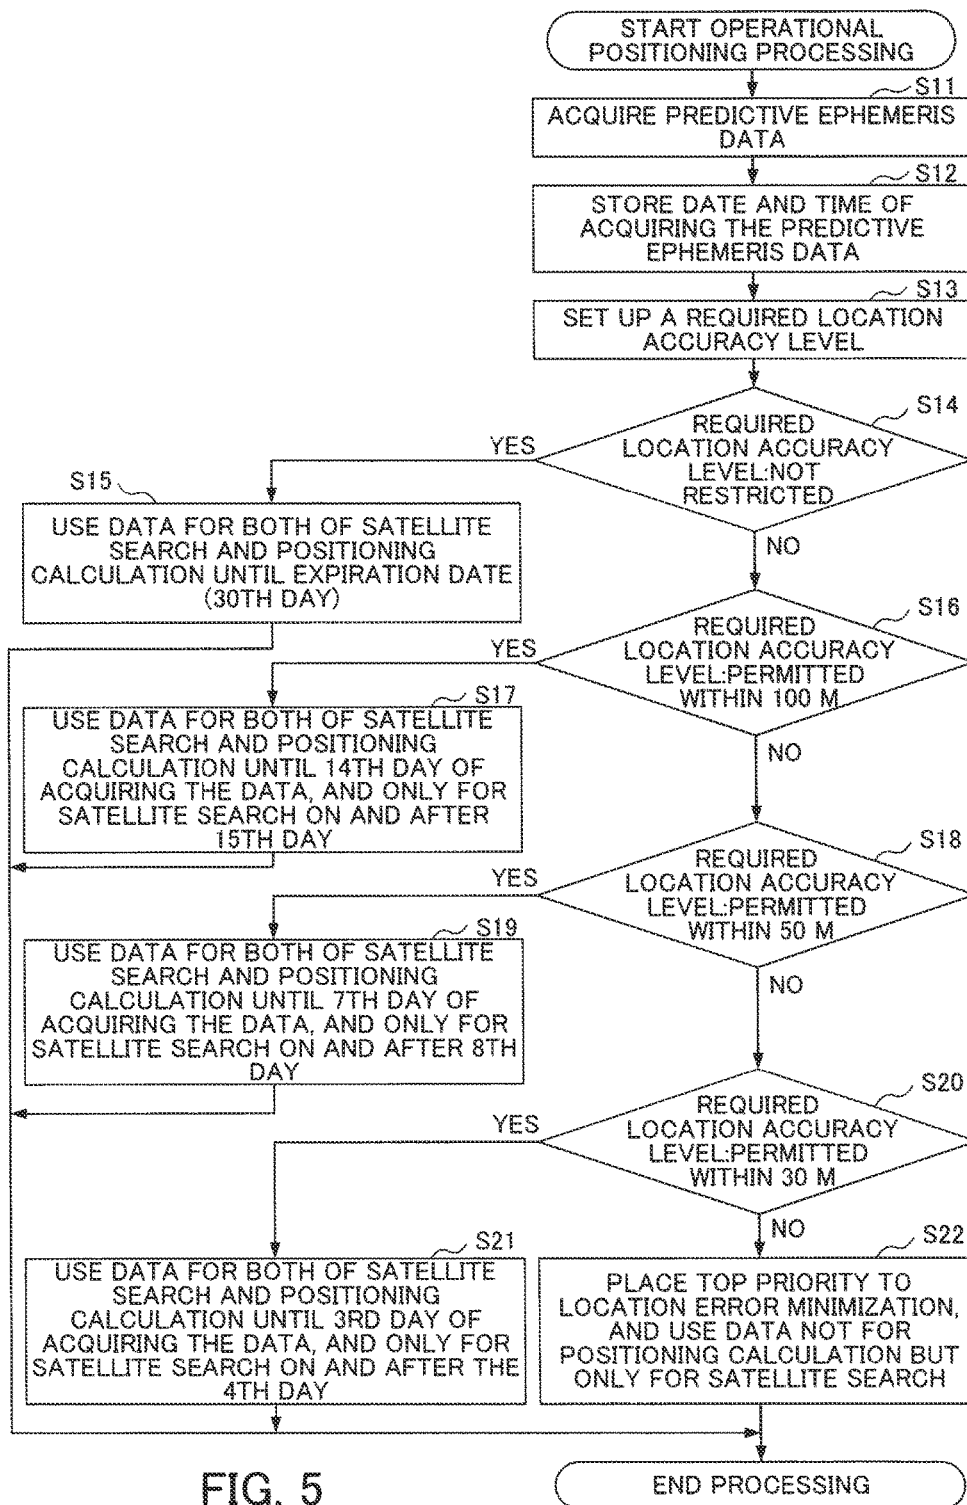 START OPERATIONAL
POSITIONING PROCESSING
S11
ACQUIRE PREDICTIVE EPHEMERIS
DATA
S12
STORE DATE AND TIME OF
ACQUIRING THE PREDICTIVE
EPHEMERIS DATA
S13
SET UP A REQUIRED LOCATION
ACCURACY LEVEL
S14
REQUIRED
LOCATION ACCURACY
LEVEL:NOT
RESTRICTED
YES
NO
S15
USE DATA FOR BOTH OF SATELLITE
SEARCH AND POSITIONING
CALCULATION UNTIL EXPIRATION DATE
(30TH DAY)
S16
REQUIRED
LOCATION ACCURACY
LEVEL:PERMITTED
WITHIN 100 M
YES
NO
S17
USE DATA FOR BOTH OF SATELLITE
SEARCH AND POSITIONING
CALCULATION UNTIL 14TH DAY OF
ACQUIRING THE DATA, AND ONLY FOR
SATELLITE SEARCH ON AND AFTER
15TH DAY
S18
REQUIRED
LOCATION ACCURACY
LEVEL:PERMITTED
WITHIN 50 M
YES
NO
S19
USE DATA FOR BOTH OF SATELLITE
SEARCH AND POSITIONING
CALCULATION UNTIL 7TH DAY OF
ACQUIRING THE DATA, AND ONLY FOR
SATELLITE SEARCH ON AND AFTER 8TH
DAY
S20
REQUIRED
LOCATION ACCURACY
LEVEL:PERMITTED
WITHIN 30 M
YES
NO
S21
USE DATA FOR BOTH OF SATELLITE
SEARCH AND POSITIONING
CALCULATION UNTIL 3RD DAY OF
ACQUIRING THE DATA, AND ONLY FOR
SATELLITE SEARCH ON AND AFTER THE
4TH DAY
S22
PLACE TOP PRIORITY TO
LOCATION ERROR MINIMIZATION,
AND USE DATA NOT FOR
POSITIONING CALCULATION BUT
ONLY FOR SATELLITE SEARCH
END PROCESSING
FIG. 5